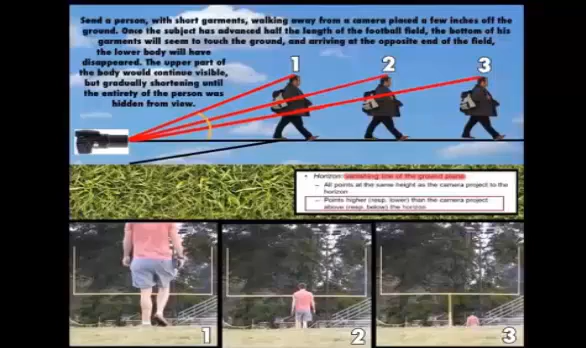 Send a person, with short garments, walking away from a camera placed a few inches off the
ground. Once the subject has advanced half the length of the football field, the bottom of his
garments will seem to touch the ground, and arriving at the opposite end of the field,
the lower body will have
disappeared. The upper part of
the body would continue visible,
but gradually shortening until
the entirety of the person was
hidden from view.
1 2 3
• Horizon: vanishing line of the ground plane
– All points at the same height as the camera project to the
horizon
– Points higher (resp. lower) than the camera project
above (resp. below) the horizon
1 2 3